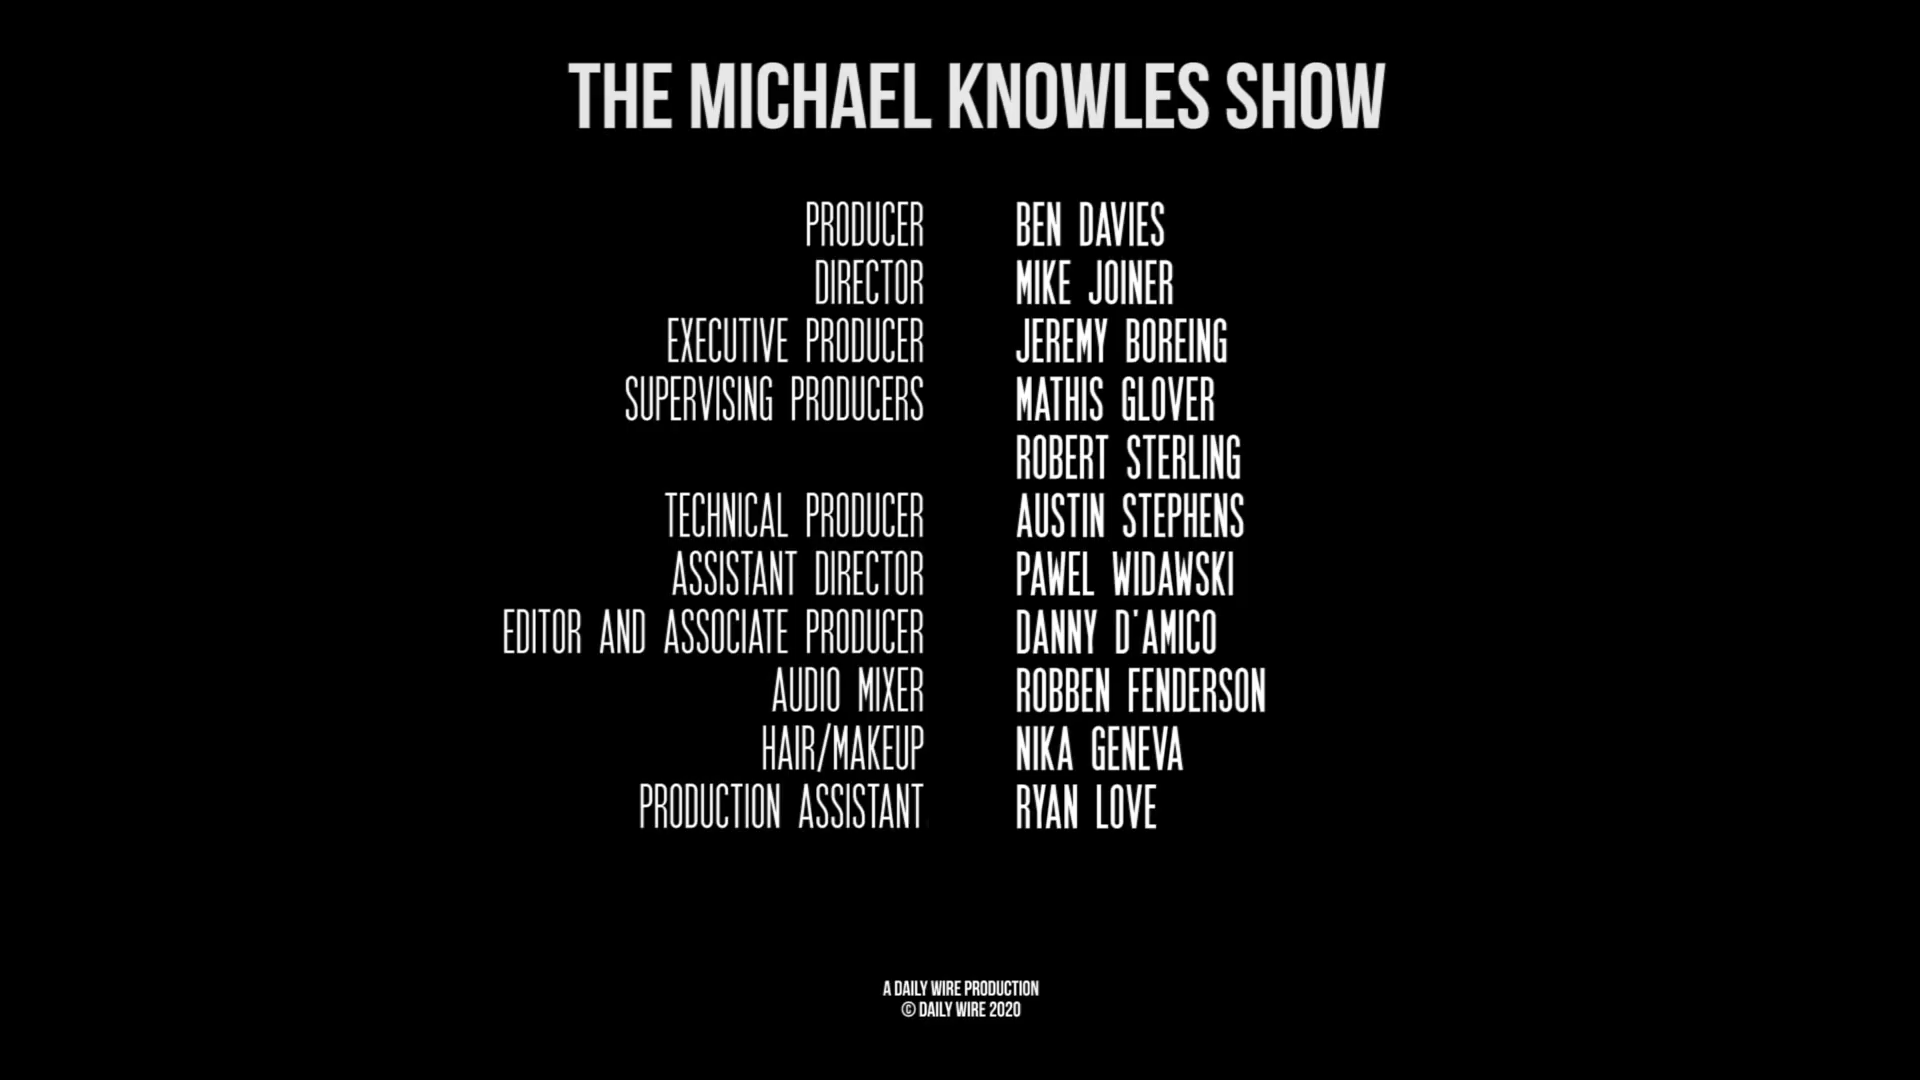 THE MICHAEL KNOWLES SHOW
PRODUCER BEN DAVIES
DIRECTOR MIKE JOINER
EXECUTIVE PRODUCER JEREMY BOREING
SUPERVISING PRODUCERS MATHIS GLOVER
ROBERT STERLING
TECHNICAL PRODUCER AUSTIN STEPHENS
ASSISTANT DIRECTOR PAWEL WIDAWSKI
EDITOR AND ASSOCIATE PRODUCER DANNY D'AMICO
AUDIO MIXER ROBBEN FENDERSON
HAIR/MAKEUP NIKA GENEVA
PRODUCTION ASSISTANT RYAN LOVE
A DAILY WIRE PRODUCTION
© DAILY WIRE 2020